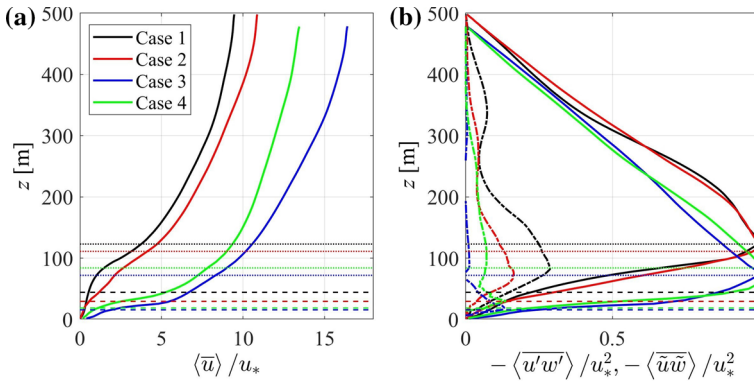 (a)
500
400
300
200
100
0
z [m]
Case 1
Case 2
Case 3
Case 4
0 5 10 15
⟨u̅⟩ /u*
(b)
500
400
300
200
100
0
z [m]
0 0.5
− ⟨u′w′⟩ /u*², − ⟨ũw̃⟩ /u*²